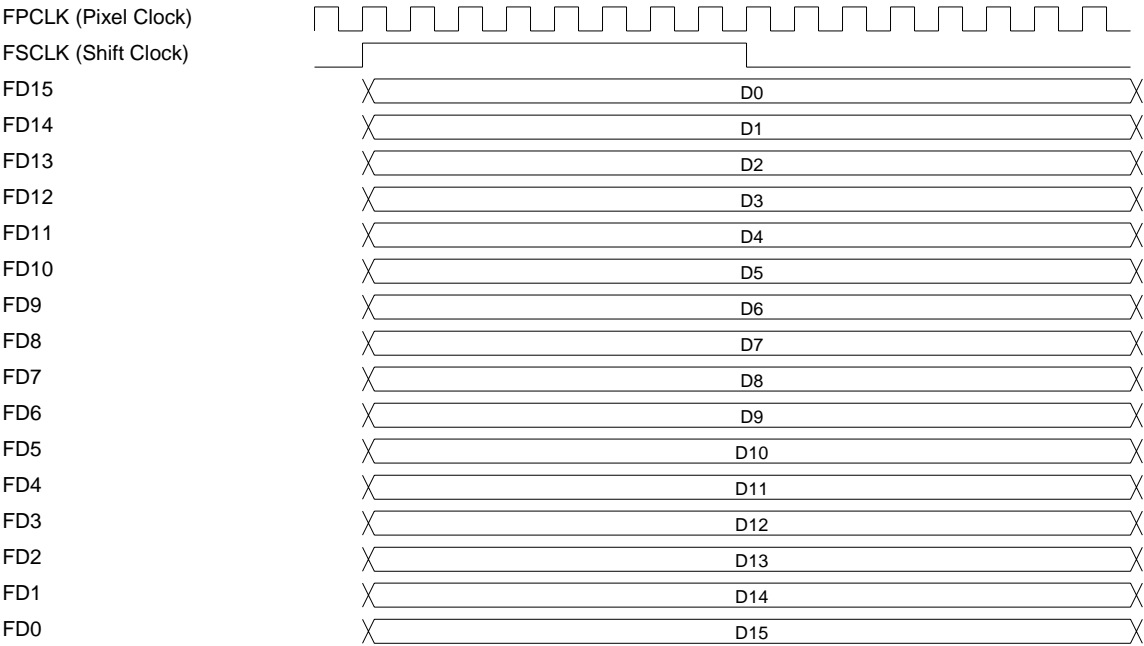 FPCLK (Pixel Clock)
FSCLK (Shift Clock)
FD15 D0
FD14 D1
FD13 D2
FD12 D3
FD11 D4
FD10 D5
FD9 D6
FD8 D7
FD7 D8
FD6 D9
FD5 D10
FD4 D11
FD3 D12
FD2 D13
FD1 D14
FD0 D15